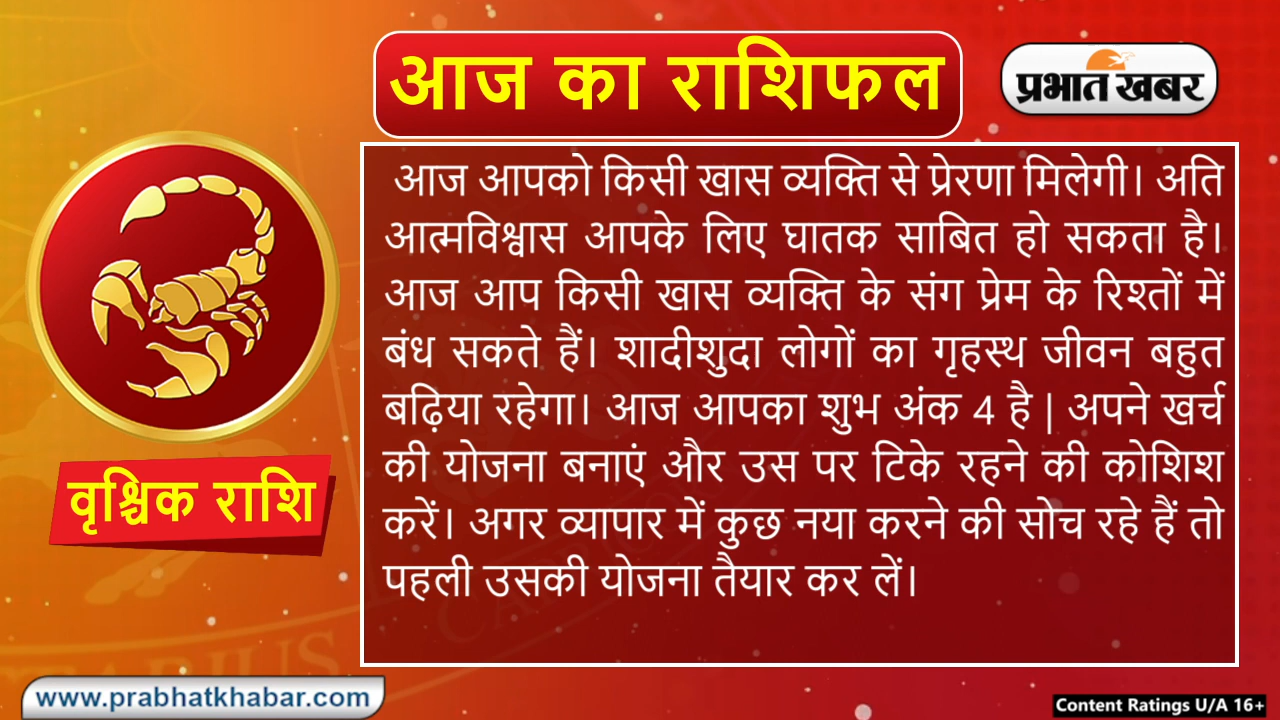 आज का राशिफल
प्रभात खबर
आज आपको किसी खास व्यक्ति से प्रेरणा मिलेगी। अति
आत्मविश्वास आपके लिए घातक साबित हो सकता है।
आज आप किसी खास व्यक्ति के संग प्रेम के रिश्तों में
बंध सकते हैं। शादीशुदा लोगों का गृहस्थ जीवन बहुत
बढ़िया रहेगा। आज आपका शुभ अंक 4 है | अपने खर्च
की योजना बनाएं और उस पर टिके रहने की कोशिश
करें। अगर व्यापार में कुछ नया करने की सोच रहे हैं तो
पहली उसकी योजना तैयार कर लें।
वृश्चिक राशि
www.prabhatkhabar.com
Content Ratings U/A 16+